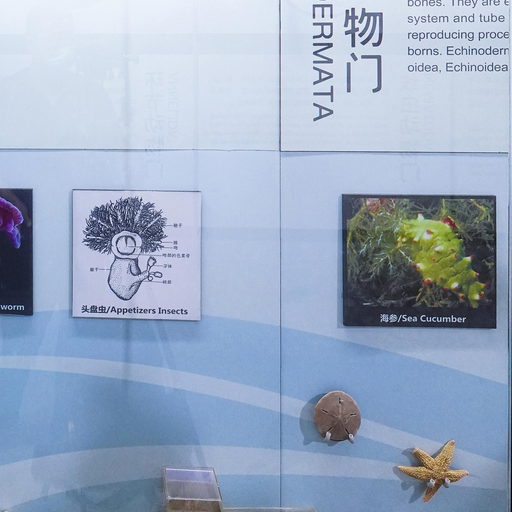 物门
PERMATA
bones. They are
system and tube
reproducing proce
borns. Echinoderm
oidea, Echinoidea
worm
头盘虫/Appetizers Insects
海参/Sea Cucumber